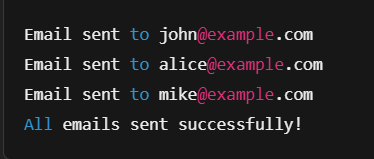 Email sent to john@example.com
Email sent to alice@example.com
Email sent to mike@example.com
All emails sent successfully!